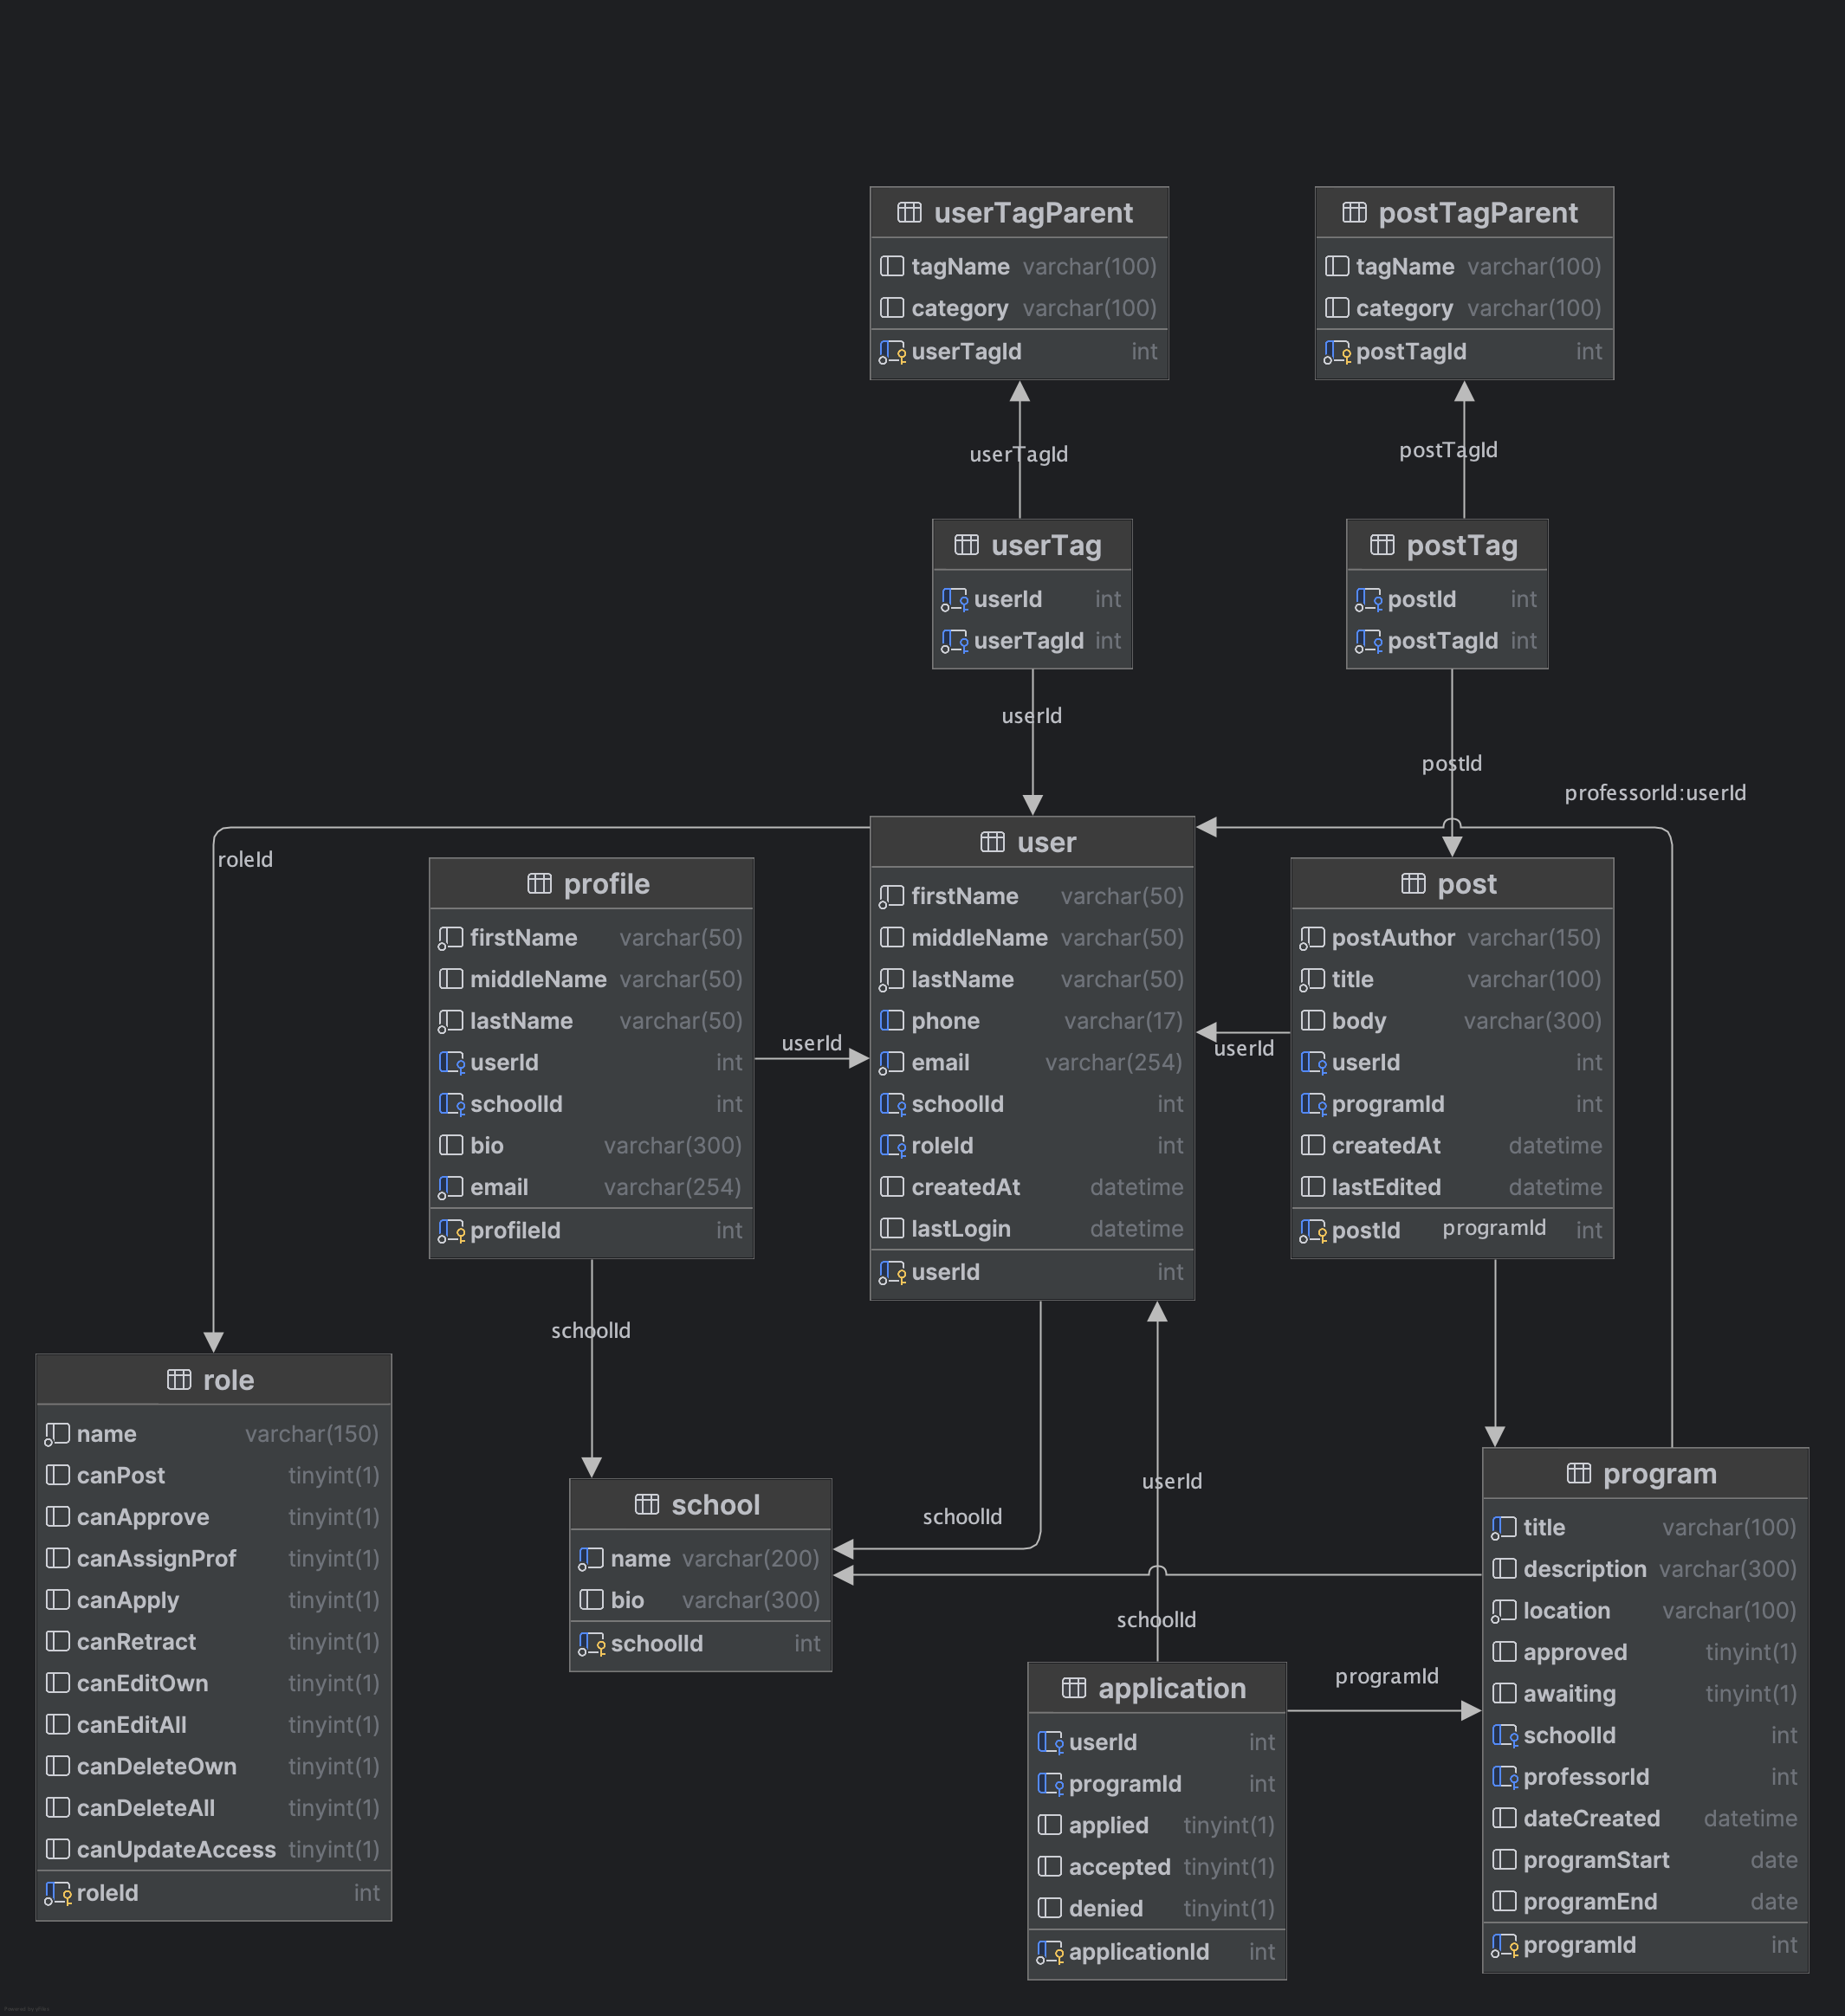 userTagParent
tagName varchar(100)
category varchar(100)
userTagId int
postTagParent
tagName varchar(100)
category varchar(100)
postTagId int
userTagId
postTagId
userTag
userId int
userTagId int
postTag
postId int
postTagId int
userId
postId
professorId:userId
roleId
profile
firstName varchar(50)
middleName varchar(50)
lastName varchar(50)
userId int
schoolId int
bio varchar(300)
email varchar(254)
profileId int
userId
user
firstName varchar(50)
middleName varchar(50)
lastName varchar(50)
phone varchar(17)
email varchar(254)
schoolId int
roleId int
createdAt datetime
lastLogin datetime
userId int
userId
post
postAuthor varchar(150)
title varchar(100)
body varchar(300)
userId int
programId int
createdAt datetime
lastEdited datetime
postId int
programId
schoolId
role
name varchar(150)
canPost tinyint(1)
canApprove tinyint(1)
canAssignProf tinyint(1)
canApply tinyint(1)
canRetract tinyint(1)
canEditOwn tinyint(1)
canEditAll tinyint(1)
canDeleteOwn tinyint(1)
canDeleteAll tinyint(1)
canUpdateAccess tinyint(1)
roleId int
school
name varchar(200)
bio varchar(300)
schoolId int
schoolId
userId
schoolId
application
userId int
programId int
applied tinyint(1)
accepted tinyint(1)
denied tinyint(1)
applicationId int
programId
program
title varchar(100)
description varchar(300)
location varchar(100)
approved tinyint(1)
awaiting tinyint(1)
schoolId int
professorId int
dateCreated datetime
programStart date
programEnd date
programId int
Powered by yFiles